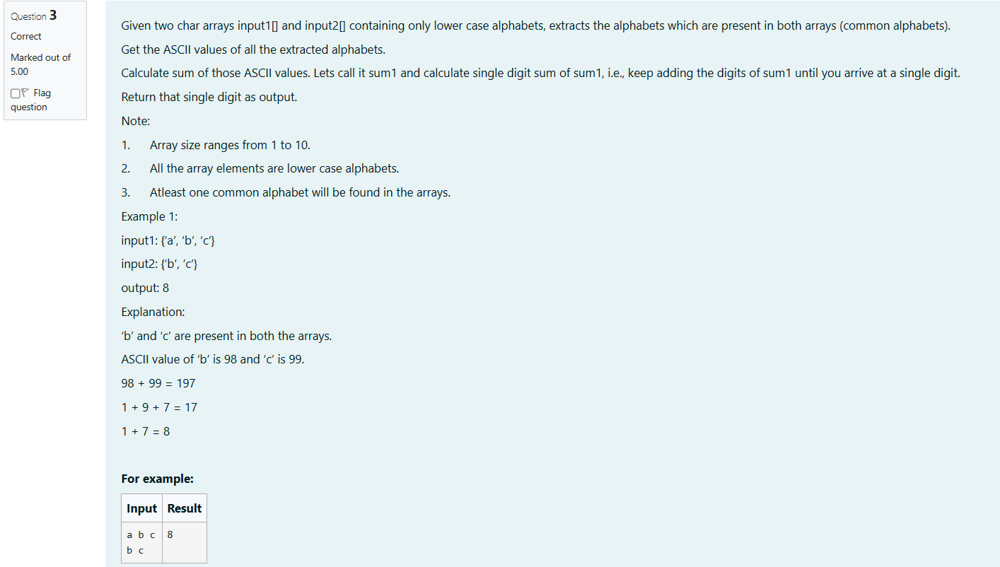 Question 3
Correct
Marked out of
5.00
Flag
question
Given two char arrays input1[] and input2[] containing only lower case alphabets, extracts the alphabets which are present in both arrays (common alphabets).
Get the ASCII values of all the extracted alphabets.
Calculate sum of those ASCII values. Lets call it sum1 and calculate single digit sum of sum1, i.e., keep adding the digits of sum1 until you arrive at a single digit.
Return that single digit as output.
Note:
1. Array size ranges from 1 to 10.
2. All the array elements are lower case alphabets.
3. Atleast one common alphabet will be found in the arrays.
Example 1:
input1: {‘a’, ‘b’, ‘c’}
input2: {‘b’, ‘c’}
output: 8
Explanation:
‘b’ and ‘c’ are present in both the arrays.
ASCII value of ‘b’ is 98 and ‘c’ is 99.
98 + 99 = 197
1 + 9 + 7 = 17
1 + 7 = 8
For example:
Input Result
a b c 8
b c